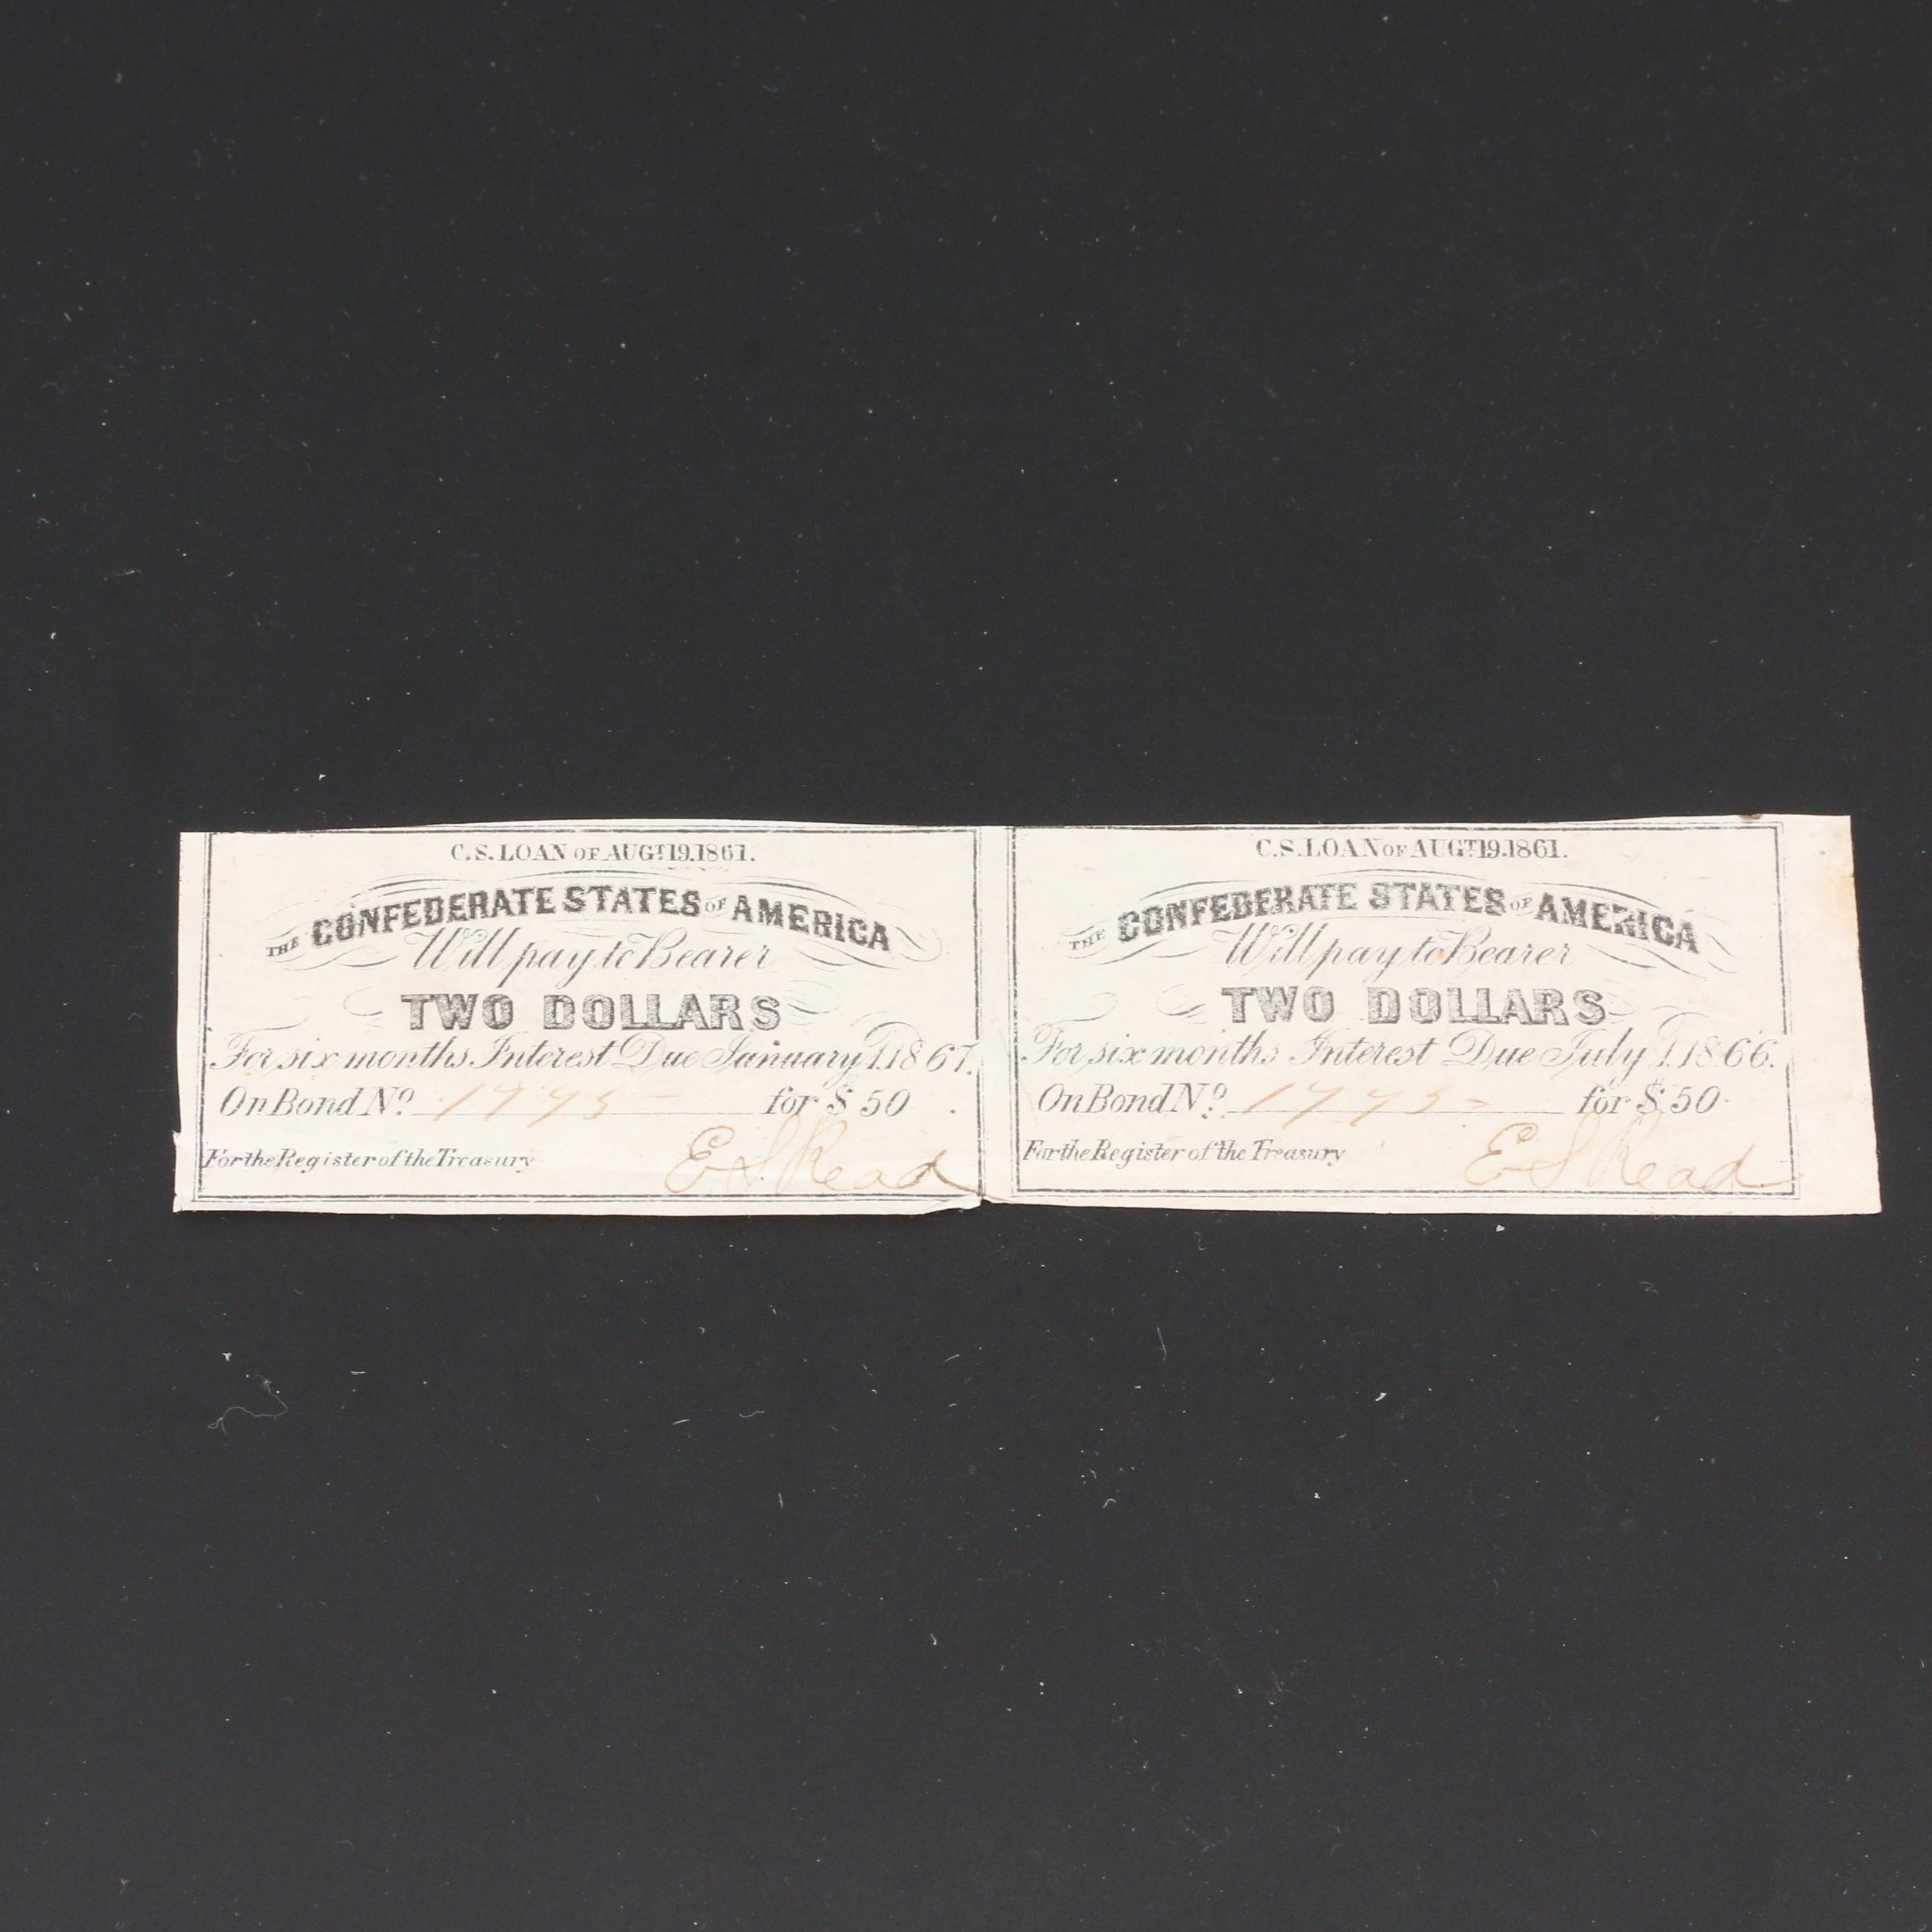 C.S. LOAN OF AUGT. 19. 1861.
THE CONFEDERATE STATES OF AMERICA
Will pay to Bearer
TWO DOLLARS
For six months Interest Due January 1. 1867.
On Bond No. for $ 50
For the Register of the Treasury E S Read
C.S. LOAN OF AUGT. 19. 1861.
THE CONFEDERATE STATES OF AMERICA
Will pay to Bearer
TWO DOLLARS
For six months Interest Due July 1. 1866.
On Bond No. for $ 50
For the Register of the Treasury E S Read